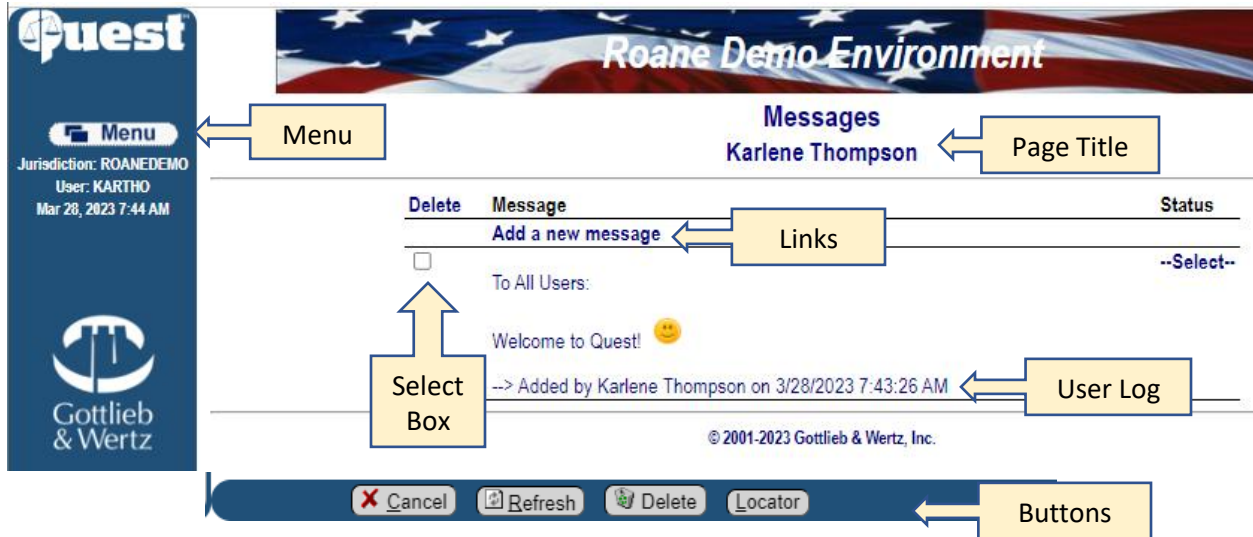 Quest
Roane Demo Environment
Menu
Menu
Messages
Karlene Thompson
Page Title
Jurisdiction: ROANEDEMO
User: KARTHO
Mar 28, 2023 7:44 AM
Delete Message Status
Add a new message
Links
--Select--
To All Users:
Welcome to Quest!
Select
Box
--> Added by Karlene Thompson on 3/28/2023 7:43:26 AM
User Log
Gottlieb
& Wertz
© 2001-2023 Gottlieb & Wertz, Inc.
Cancel Refresh Delete Locator
Buttons